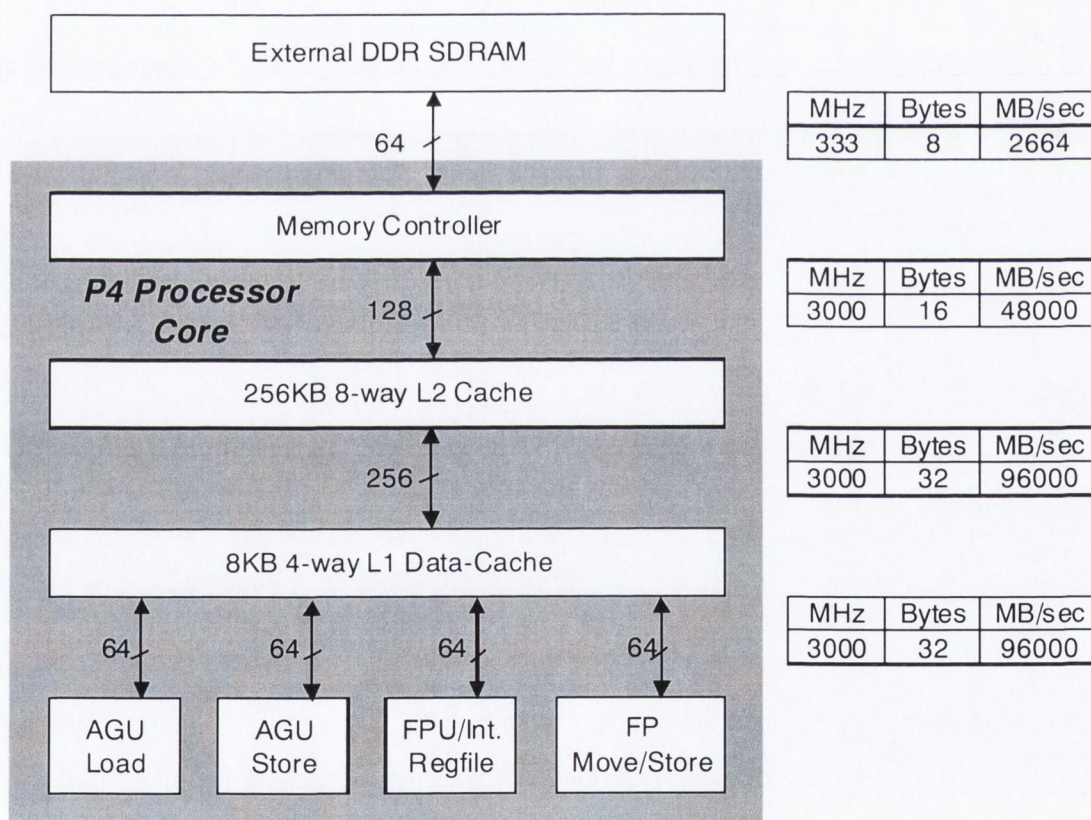 External DDR SDRAM
64
MHz Bytes MB/sec
333 8 2664
Memory Controller
P4 Processor
Core
128
MHz Bytes MB/sec
3000 16 48000
256KB 8-way L2 Cache
256
MHz Bytes MB/sec
3000 32 96000
8KB 4-way L1 Data-Cache
64 64 64 64
MHz Bytes MB/sec
3000 32 96000
AGU
Load
AGU
Store
FPU/Int.
Regfile
FP
Move/Store